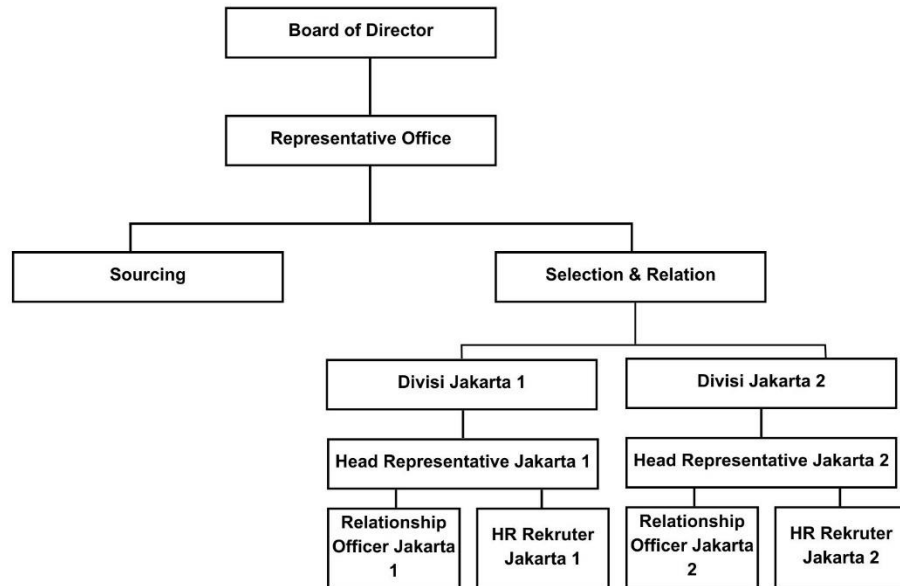 Board of Director
Representative Office
Sourcing
Selection & Relation
Divisi Jakarta 1
Divisi Jakarta 2
Head Representative Jakarta 1
Head Representative Jakarta 2
Relationship
Officer Jakarta
1
HR Rekruter
Jakarta 1
Relationship
Officer Jakarta
2
HR Rekruter
Jakarta 2